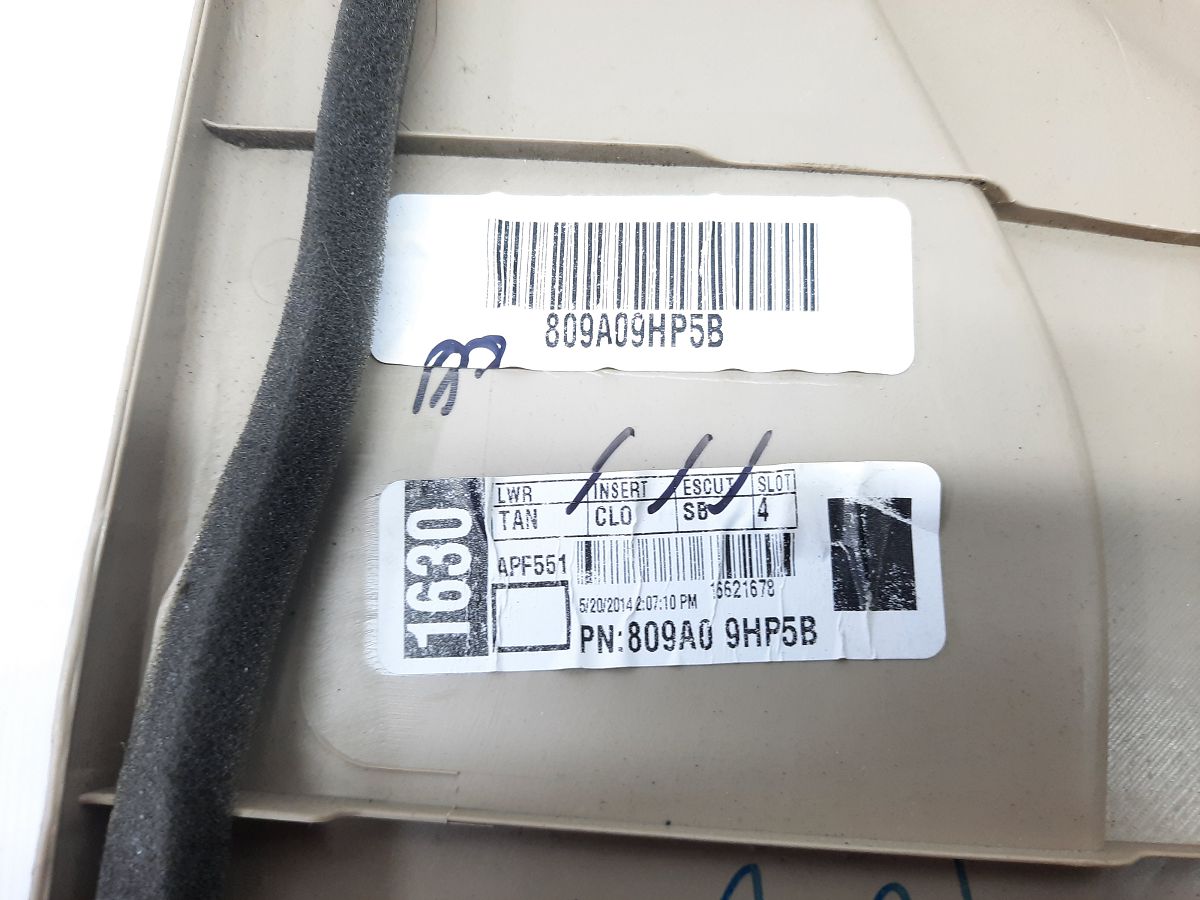 809A09HP5B
1630
LWR INSERT ESCUT SLOT
TAN CLO SB 4
APF551
5/20/2014 2:07:10 PM 16621678
PN:809A0 9HP5B